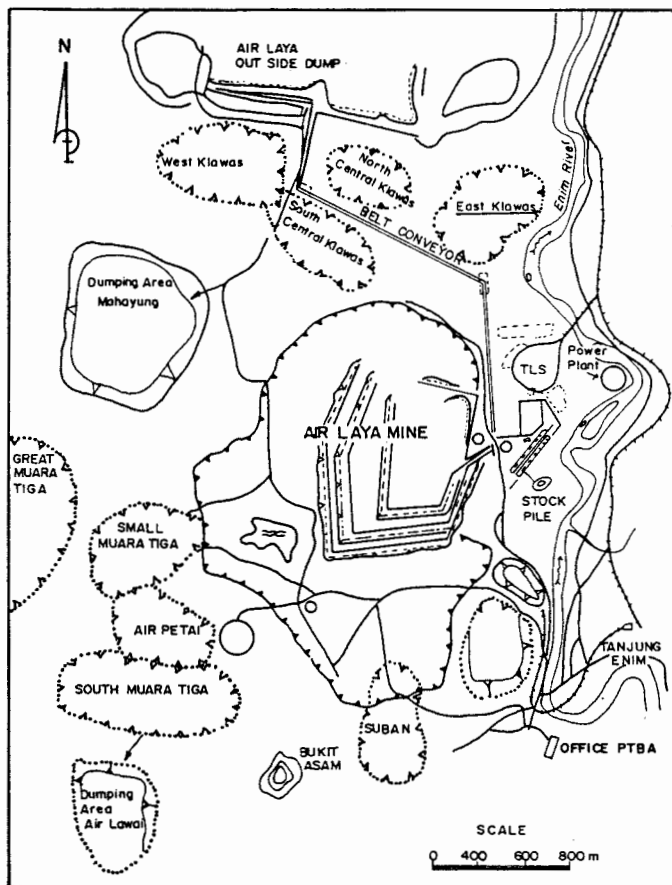 AIR LAYA
OUT SIDE DUMP
N
West Klawas
North
Central Klawas
East Klawas
Enim River
South
Central Klawas
BELT CONVEYOR
Dumping Area
Mahayung
TLS
Power
Plant
AIR LAYA MINE
GREAT
MUARA
TIGA
STOCK
PILE
SMALL
MUARA TIGA
AIR PETAI
TANJUNG
ENIM
SOUTH MUARA TIGA
SUBAN
BUKIT
ASAM
OFFICE PTBA
Dumping
Area
Air Lawai
SCALE
0 400 600 800 m